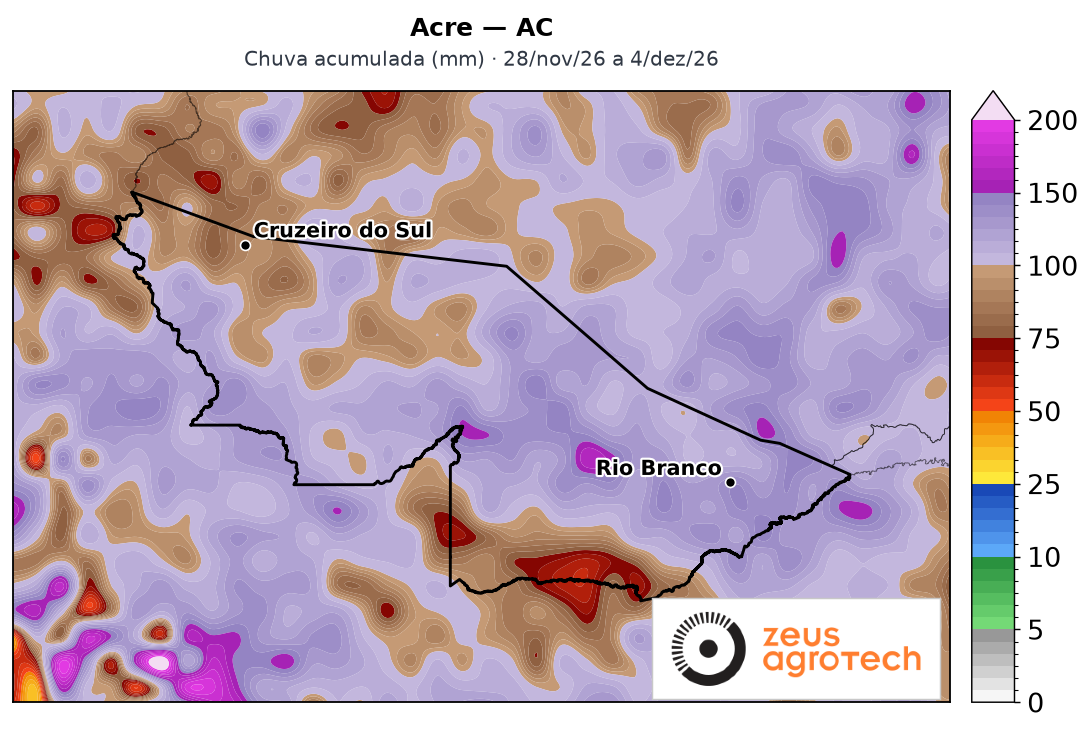 Acre — AC
Chuva acumulada (mm) · 28/nov/26 a 4/dez/26
Cruzeiro do Sul
Rio Branco
200
150
100
75
50
25
10
5
0
zeus
agrotech